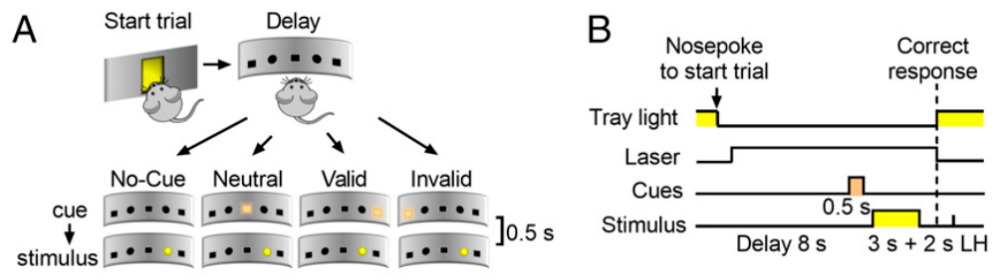 A
Start trial
Delay
No-Cue
Neutral
Valid
Invalid
cue
stimulus
0.5 s
B
Nosepoke
to start trial
Correct
response
Tray light
Laser
Cues
0.5 s
Stimulus
Delay 8 s
3 s + 2 s LH